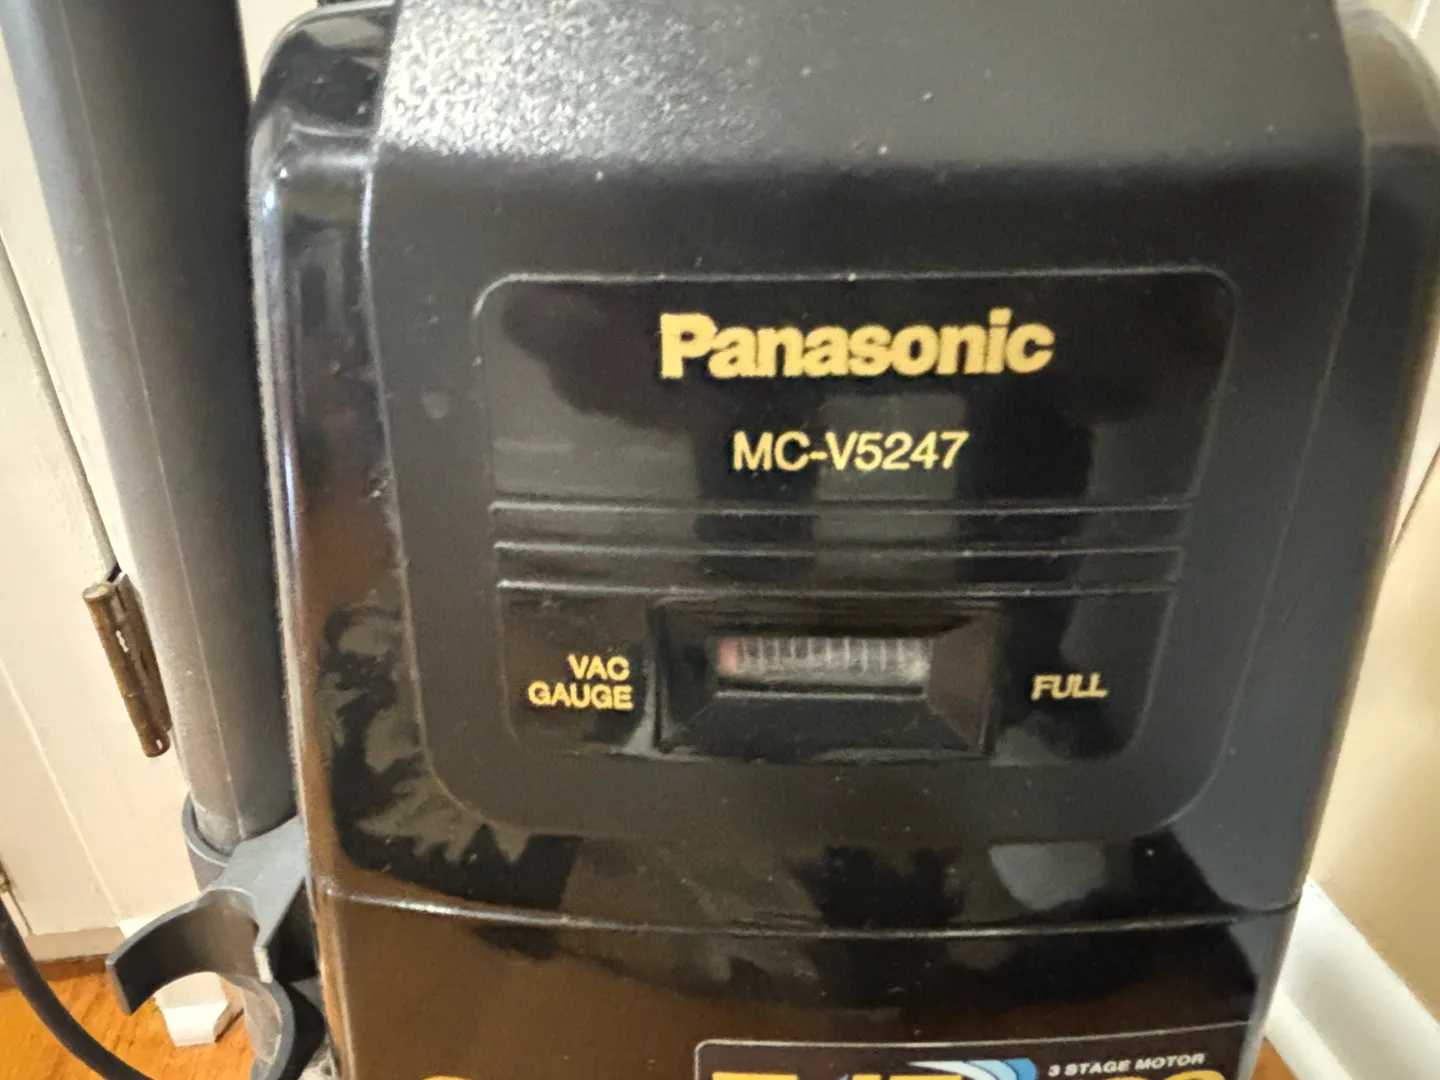 Panasonic
MC-V5247
VAC
GAUGE
FULL
3 STAGE MOTOR